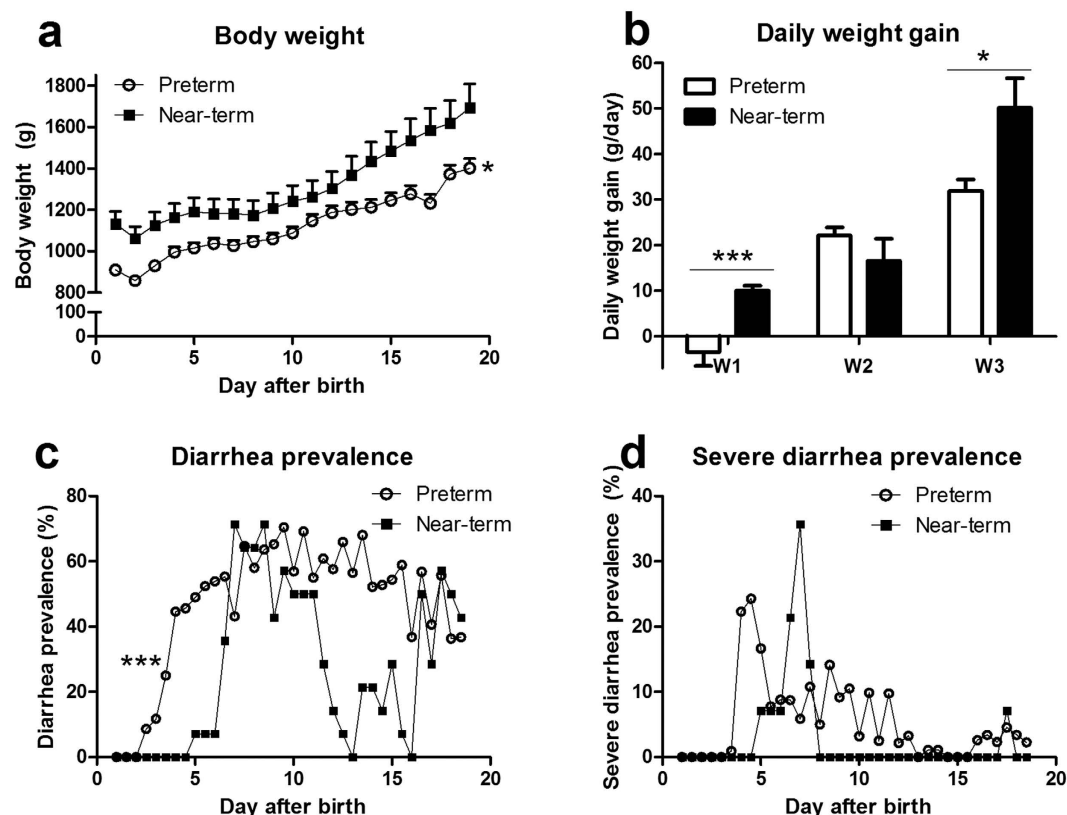 a
Body weight
Preterm
Near-term
Body weight (g)
1800
1600
1400
1200
1000
800
100
0
*
0 5 10 15 20
Day after birth
b
Daily weight gain
Preterm
Near-term
Daily weight gain (g/day)
60
50
40
30
20
10
0
***
*
W1 W2 W3
c
Diarrhea prevalence
Preterm
Near-term
Diarrhea prevalence (%)
80
60
40
20
0
***
0 5 10 15 20
Day after birth
d
Severe diarrhea prevalence
Preterm
Near-term
Severe diarrhea prevalence (%)
40
30
20
10
0
0 5 10 15 20
Day after birth